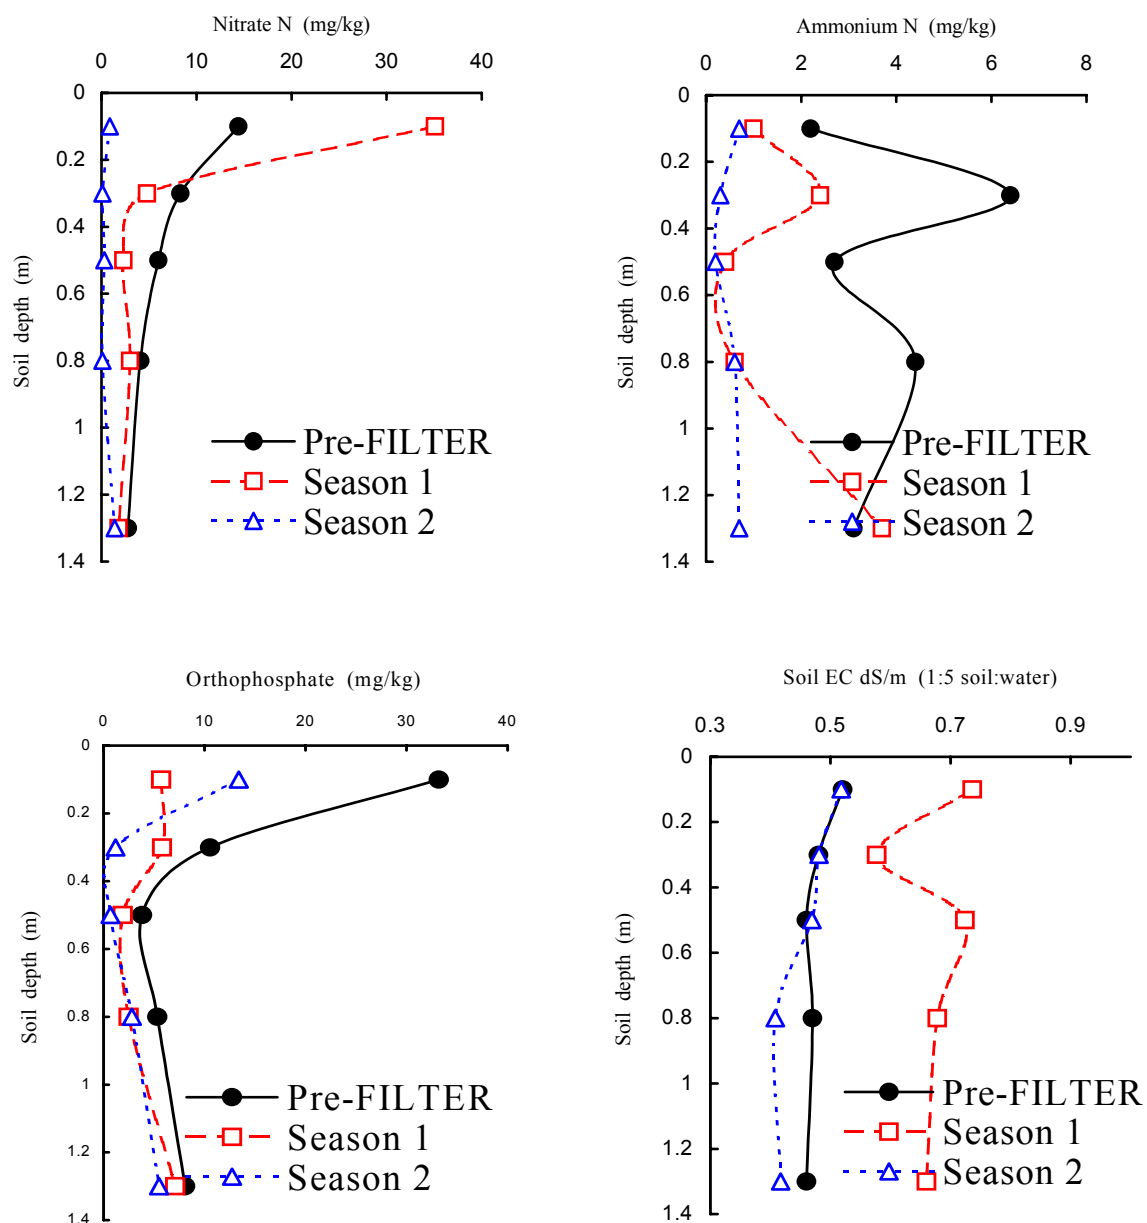 Nitrate N (mg/kg)
0 10 20 30 40
0
0.2
0.4
0.6
0.8
1
1.2
1.4
Soil depth (m)
Pre-FILTER
Season 1
Season 2
Ammonium N (mg/kg)
0 2 4 6 8
0
0.2
0.4
0.6
0.8
1
1.2
1.4
Soil depth (m)
Pre-FILTER
Season 1
Season 2
Orthophosphate (mg/kg)
0 10 20 30 40
0
0.2
0.4
0.6
0.8
1
1.2
1.4
Soil depth (m)
Pre-FILTER
Season 1
Season 2
Soil EC dS/m (1:5 soil:water)
0.3 0.5 0.7 0.9
0
0.2
0.4
0.6
0.8
1
1.2
1.4
Soil depth (m)
Pre-FILTER
Season 1
Season 2